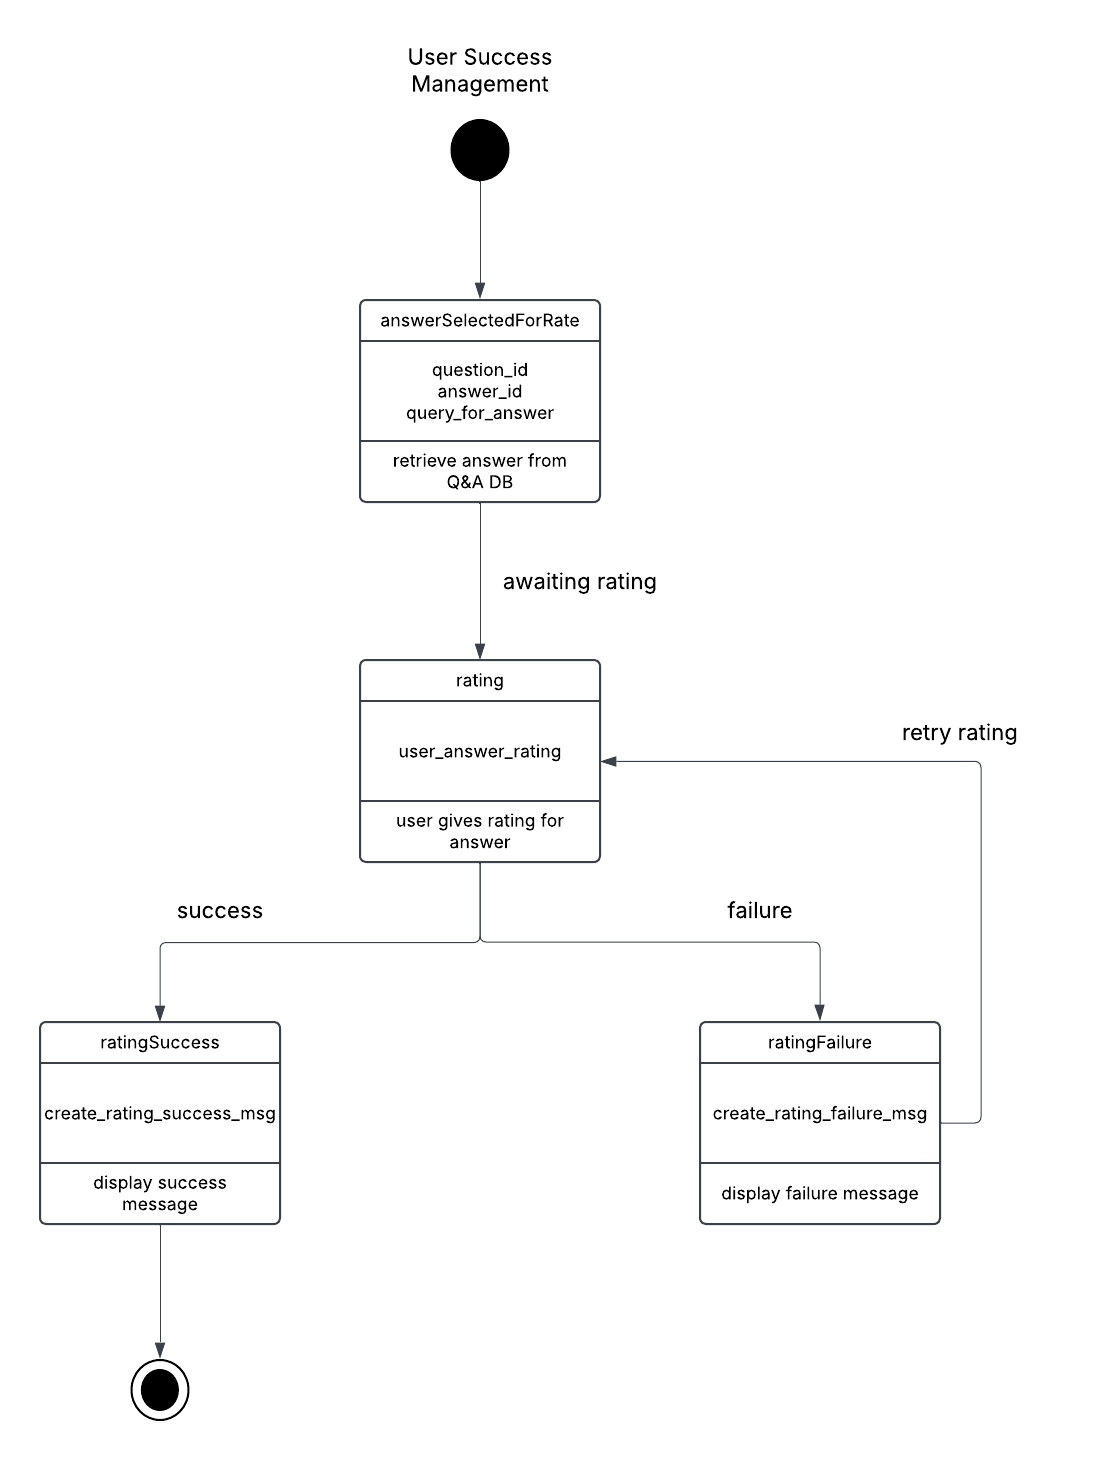 User Success
Management
answerSelectedForRate
question_id
answer_id
query_for_answer
retrieve answer from
Q&A DB
awaiting rating
rating
user_answer_rating
user gives rating for
answer
retry rating
success
failure
ratingSuccess
create_rating_success_msg
display success
message
ratingFailure
create_rating_failure_msg
display failure message